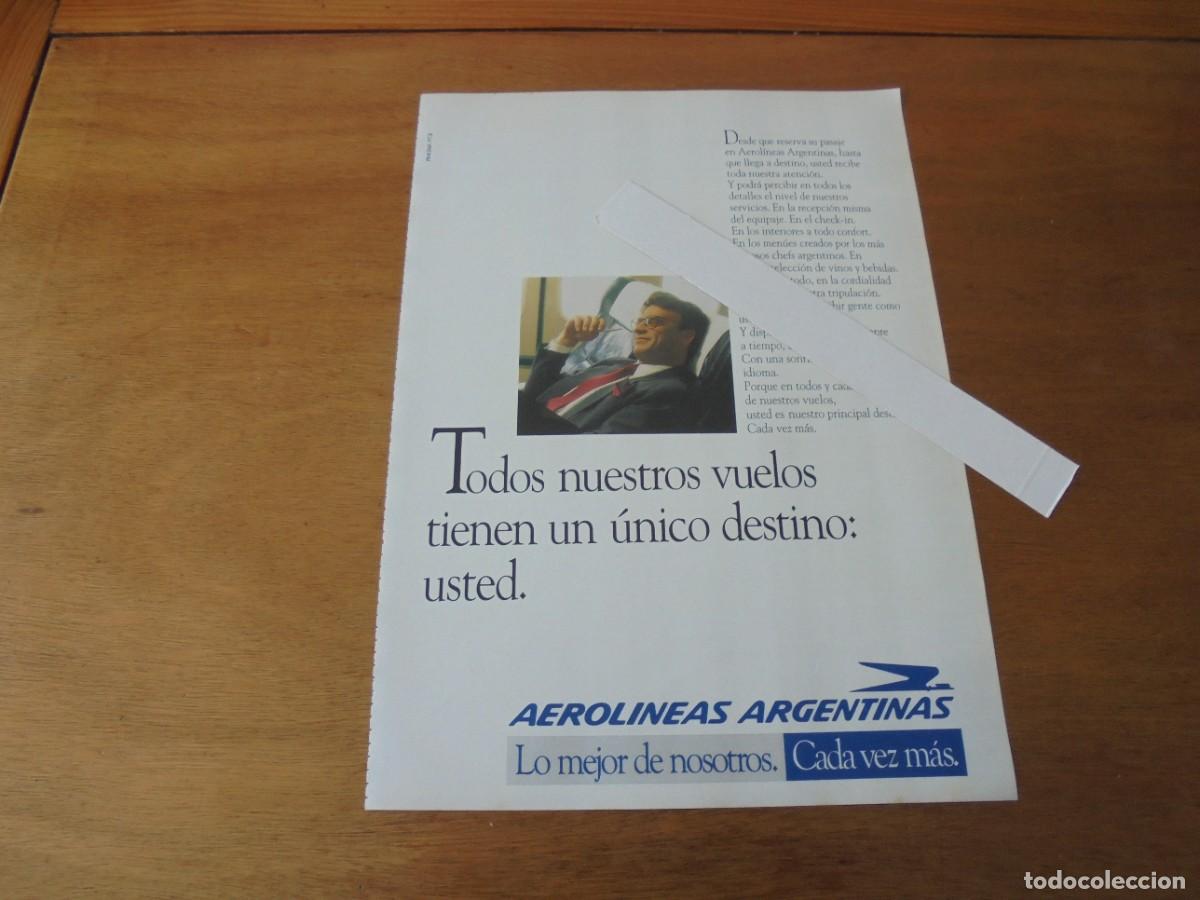 Desde que reserva su pasaje
en Aerolíneas Argentinas, hasta
que llega a destino, usted recibe
toda nuestra atención.
Y podrá percibir en todos los
detalles el nivel de nuestros
servicios. En la recepción misma
del equipaje. En el check-in.
En los interiores a todo confort.
En los menúes creados por los más
chefs argentinos. En
de vinos y bebidas.
en la cordialidad
tripulación.
gente como
Y
a tiempo,
Con una
idioma.
Porque en todos y
de nuestros vuelos,
usted es nuestro principal
Cada vez más.
Todos nuestros vuelos
tienen un único destino:
usted.
AEROLINEAS ARGENTINAS
Lo mejor de nosotros. Cada vez más.
todocoleccion